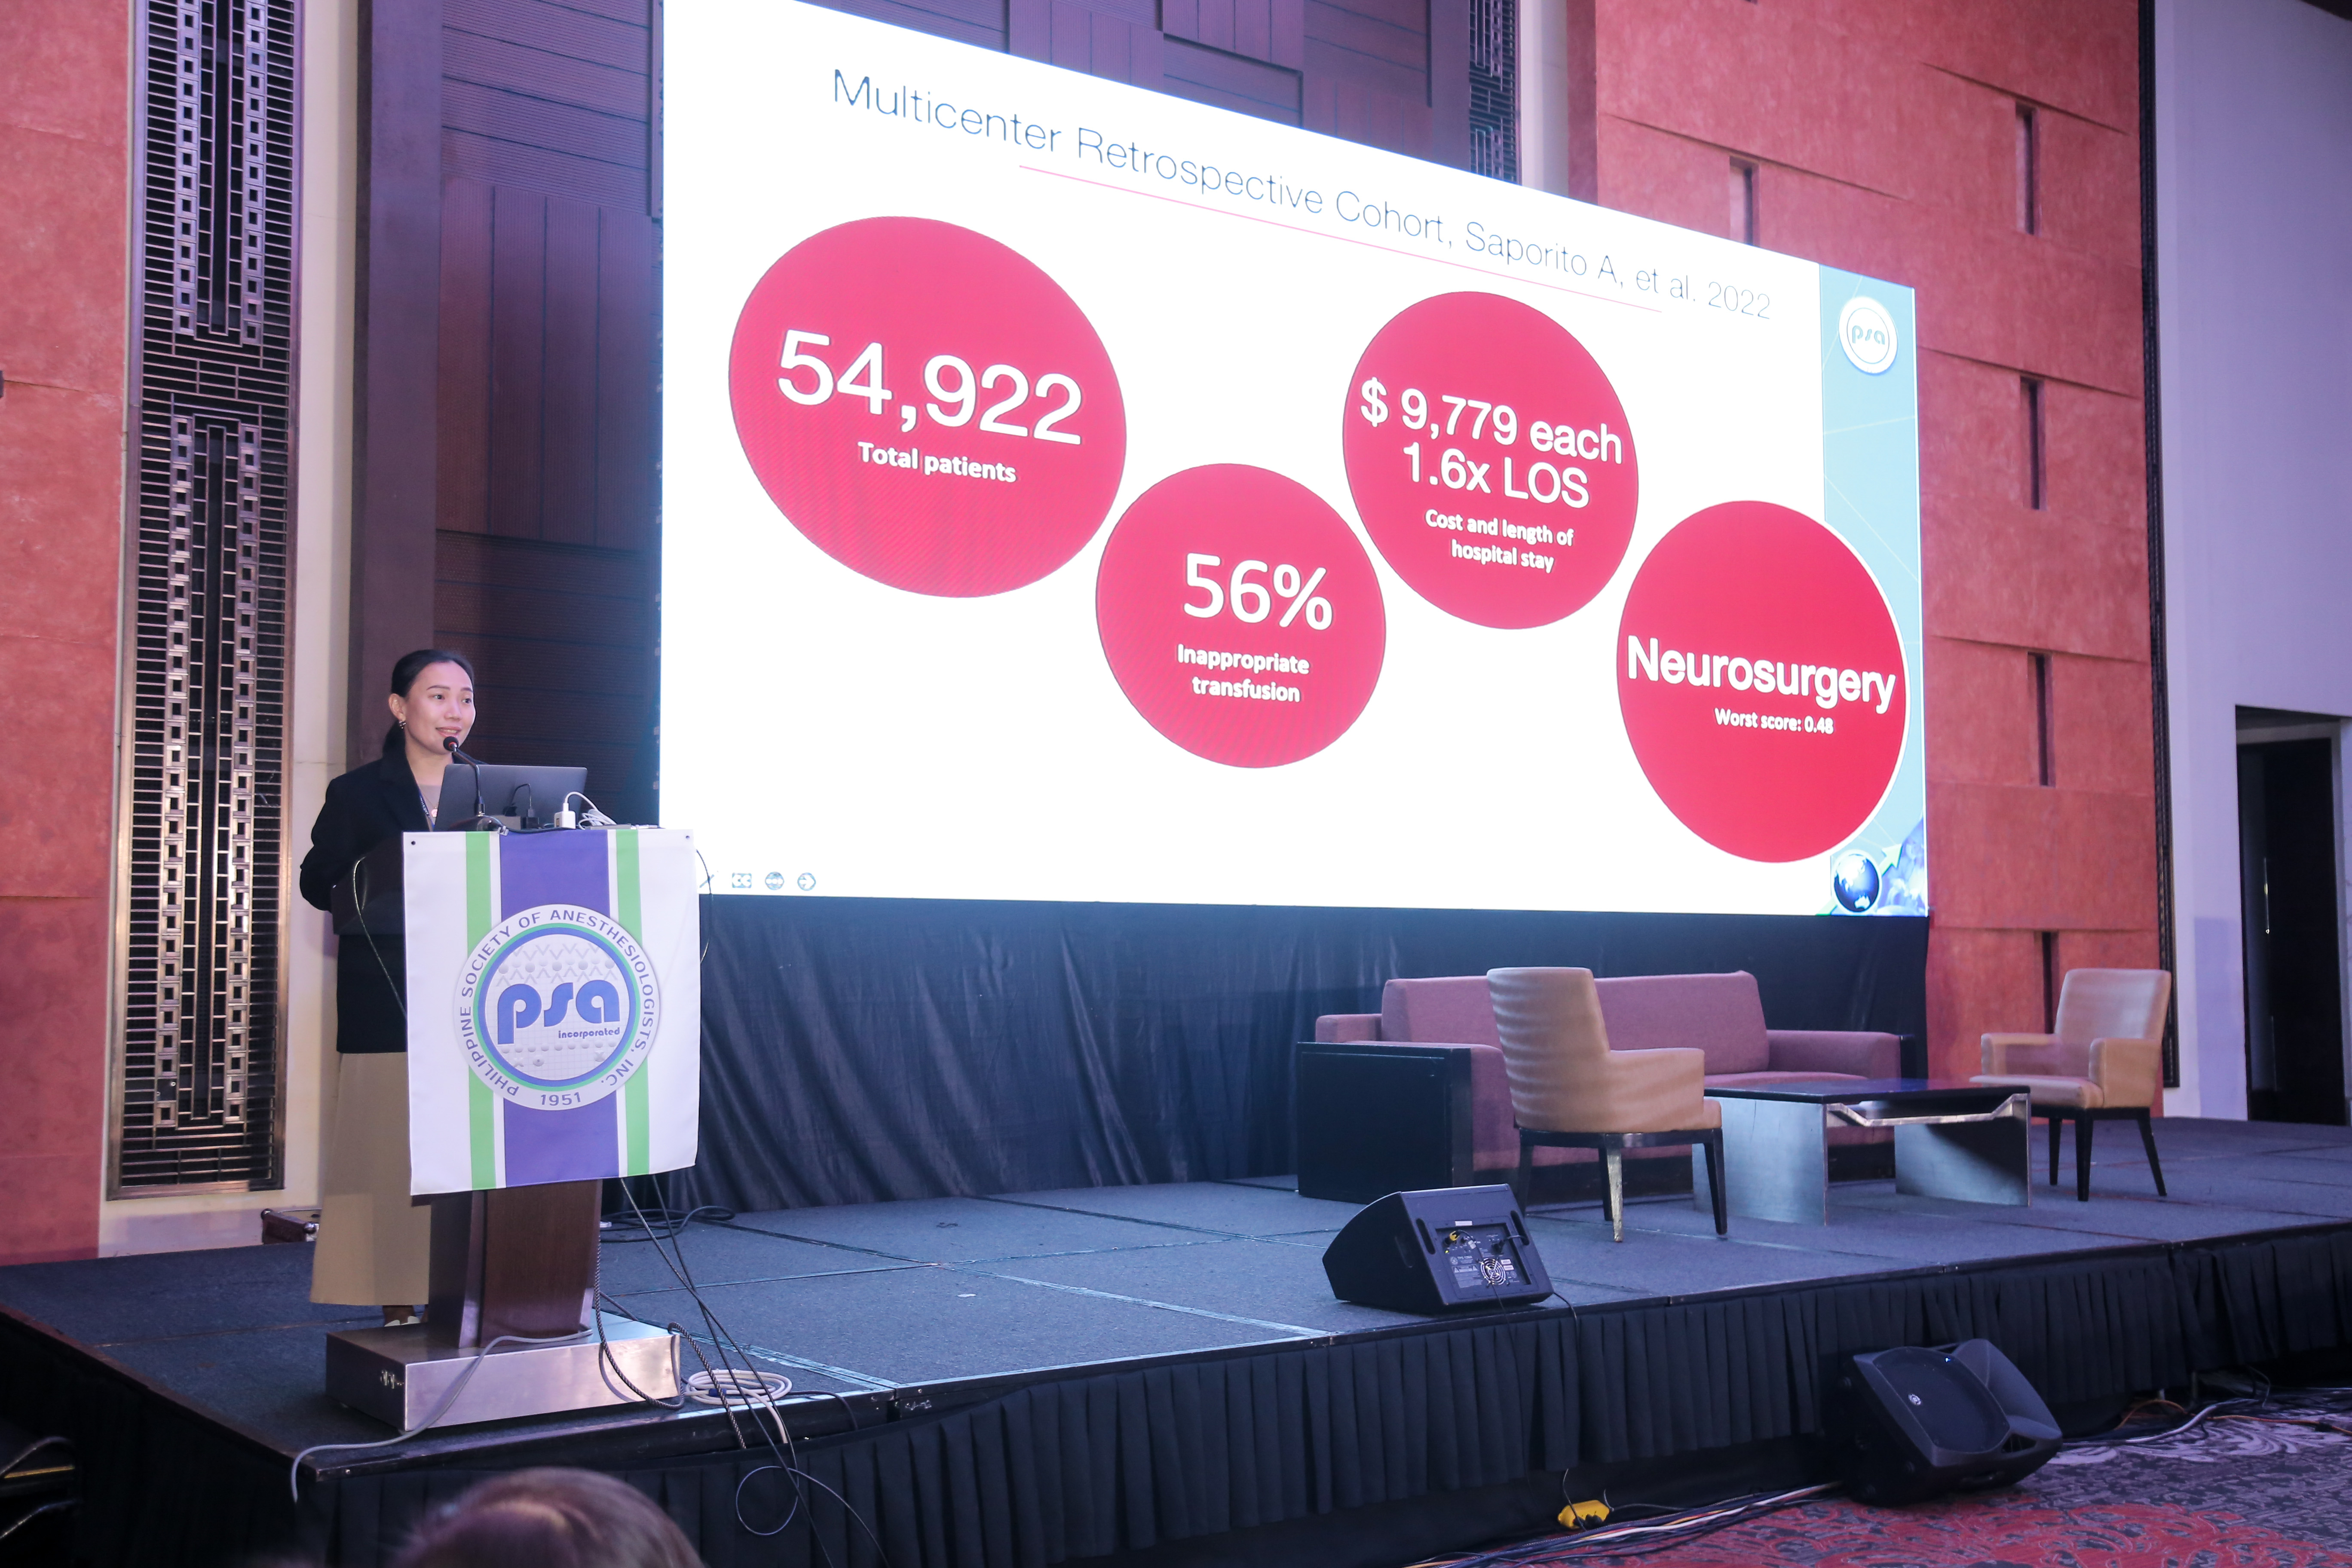 Multicenter Retrospective Cohort, Saporito A, et al. 2022
psa
54,922
Total patients
56%
Inappropriate
transfusion
$ 9,779 each
1.6x LOS
Cost and length of
hospital stay
Neurosurgery
Worst score: 0.48
PHILIPPINE SOCIETY OF ANESTHESIOLOGISTS, INC.
psa
incorporated
1951